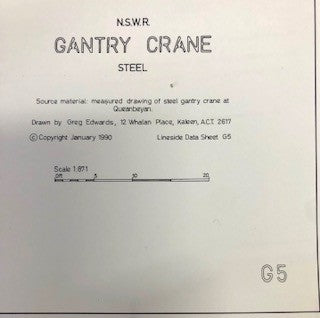 N.S.W.R.
GANTRY CRANE
STEEL
Source material: measured drawing of steel gantry crane at
Queanbeyan.
Drawn by Greg Edwards, 12 Whalan Place, Kaleen, A.C.T. 2617
© Copyright January 1990 Lineside Data Sheet G5
Scale 1:87.1
0ft 5 10 20
G5